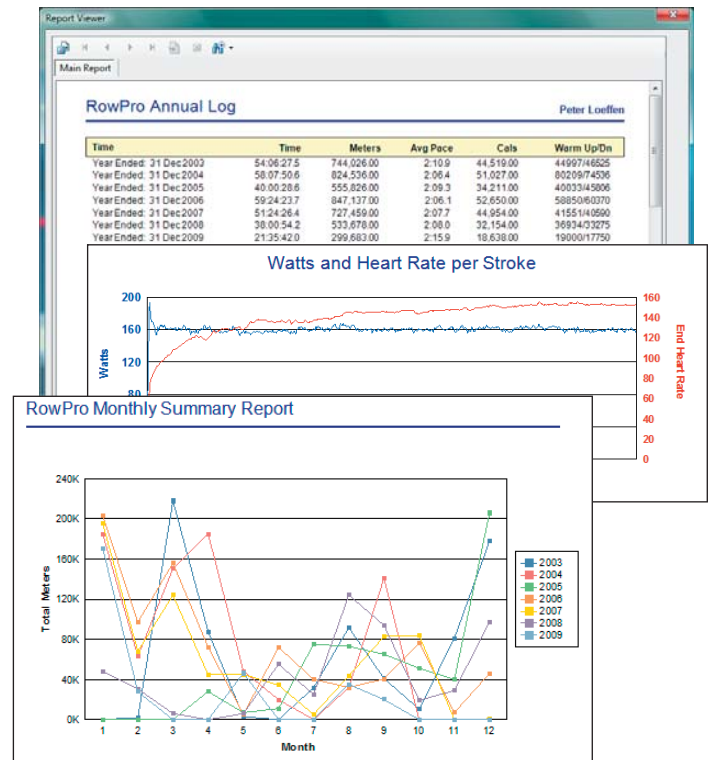 Report Viewer
Main Report
RowPro Annual Log Peter Loeffen
Time Time Meters Avg Pace Cals Warm Up/Dn
Year Ended: 31 Dec 2003 54:06:27.5 744,026.00 2:10.9 44,519.00 44997/46525
Year Ended: 31 Dec 2004 58:07:50.6 824,536.00 2:06.4 51,027.00 80209/74536
Year Ended: 31 Dec 2005 40:00:28.6 555,826.00 2:09.3 34,211.00 40033/45806
Year Ended: 31 Dec 2006 59:24:23.7 847,137.00 2:06.1 52,650.00 58850/60370
Year Ended: 31 Dec 2007 51:24:26.4 727,459.00 2:07.7 44,954.00 41551/40590
Year Ended: 31 Dec 2008 38:00:54.2 533,678.00 2:08.0 32,154.00 36934/33275
Year Ended: 31 Dec 2009 21:35:42.0 299,683.00 2:15.9 18,638.00 19000/17750
Watts and Heart Rate per Stroke
200
160
120
80
Watts
160
140
120
100
80
60
40
20
0
End Heart Rate
RowPro Monthly Summary Report
240K
200K
160K
120K
80K
40K
0K
Total Meters
1 2 3 4 5 6 7 8 9 10 11 12
Month
2003
2004
2005
2006
2007
2008
2009